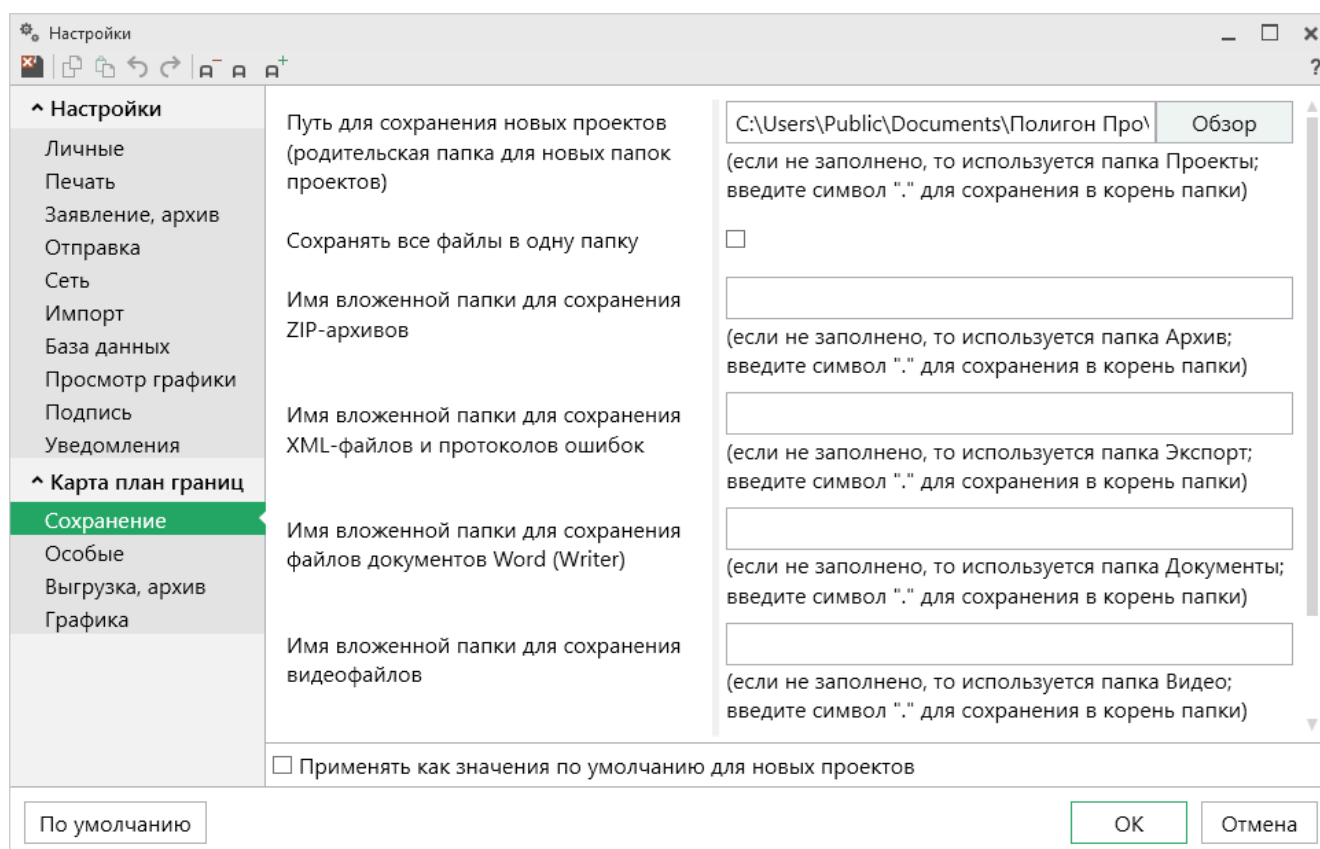 Настройки
?
Настройки
Личные
Печать
Заявление, архив
Отправка
Сеть
Импорт
База данных
Просмотр графики
Подпись
Уведомления
Карта план границ
Сохранение
Особые
Выгрузка, архив
Графика
Путь для сохранения новых проектов
(родительская папка для новых папок
проектов)
C:\Users\Public\Documents\Полигон Про\
Обзор
(если не заполнено, то используется папка Проекты;
введите символ "." для сохранения в корень папки)
Сохранять все файлы в одну папку
Имя вложенной папки для сохранения
ZIP-архивов
(если не заполнено, то используется папка Архив;
введите символ "." для сохранения в корень папки)
Имя вложенной папки для сохранения
XML-файлов и протоколов ошибок
(если не заполнено, то используется папка Экспорт;
введите символ "." для сохранения в корень папки)
Имя вложенной папки для сохранения
файлов документов Word (Writer)
(если не заполнено, то используется папка Документы;
введите символ "." для сохранения в корень папки)
Имя вложенной папки для сохранения
видеофайлов
(если не заполнено, то используется папка Видео;
введите символ "." для сохранения в корень папки)
Применять как значения по умолчанию для новых проектов
По умолчанию
ОК
Отмена